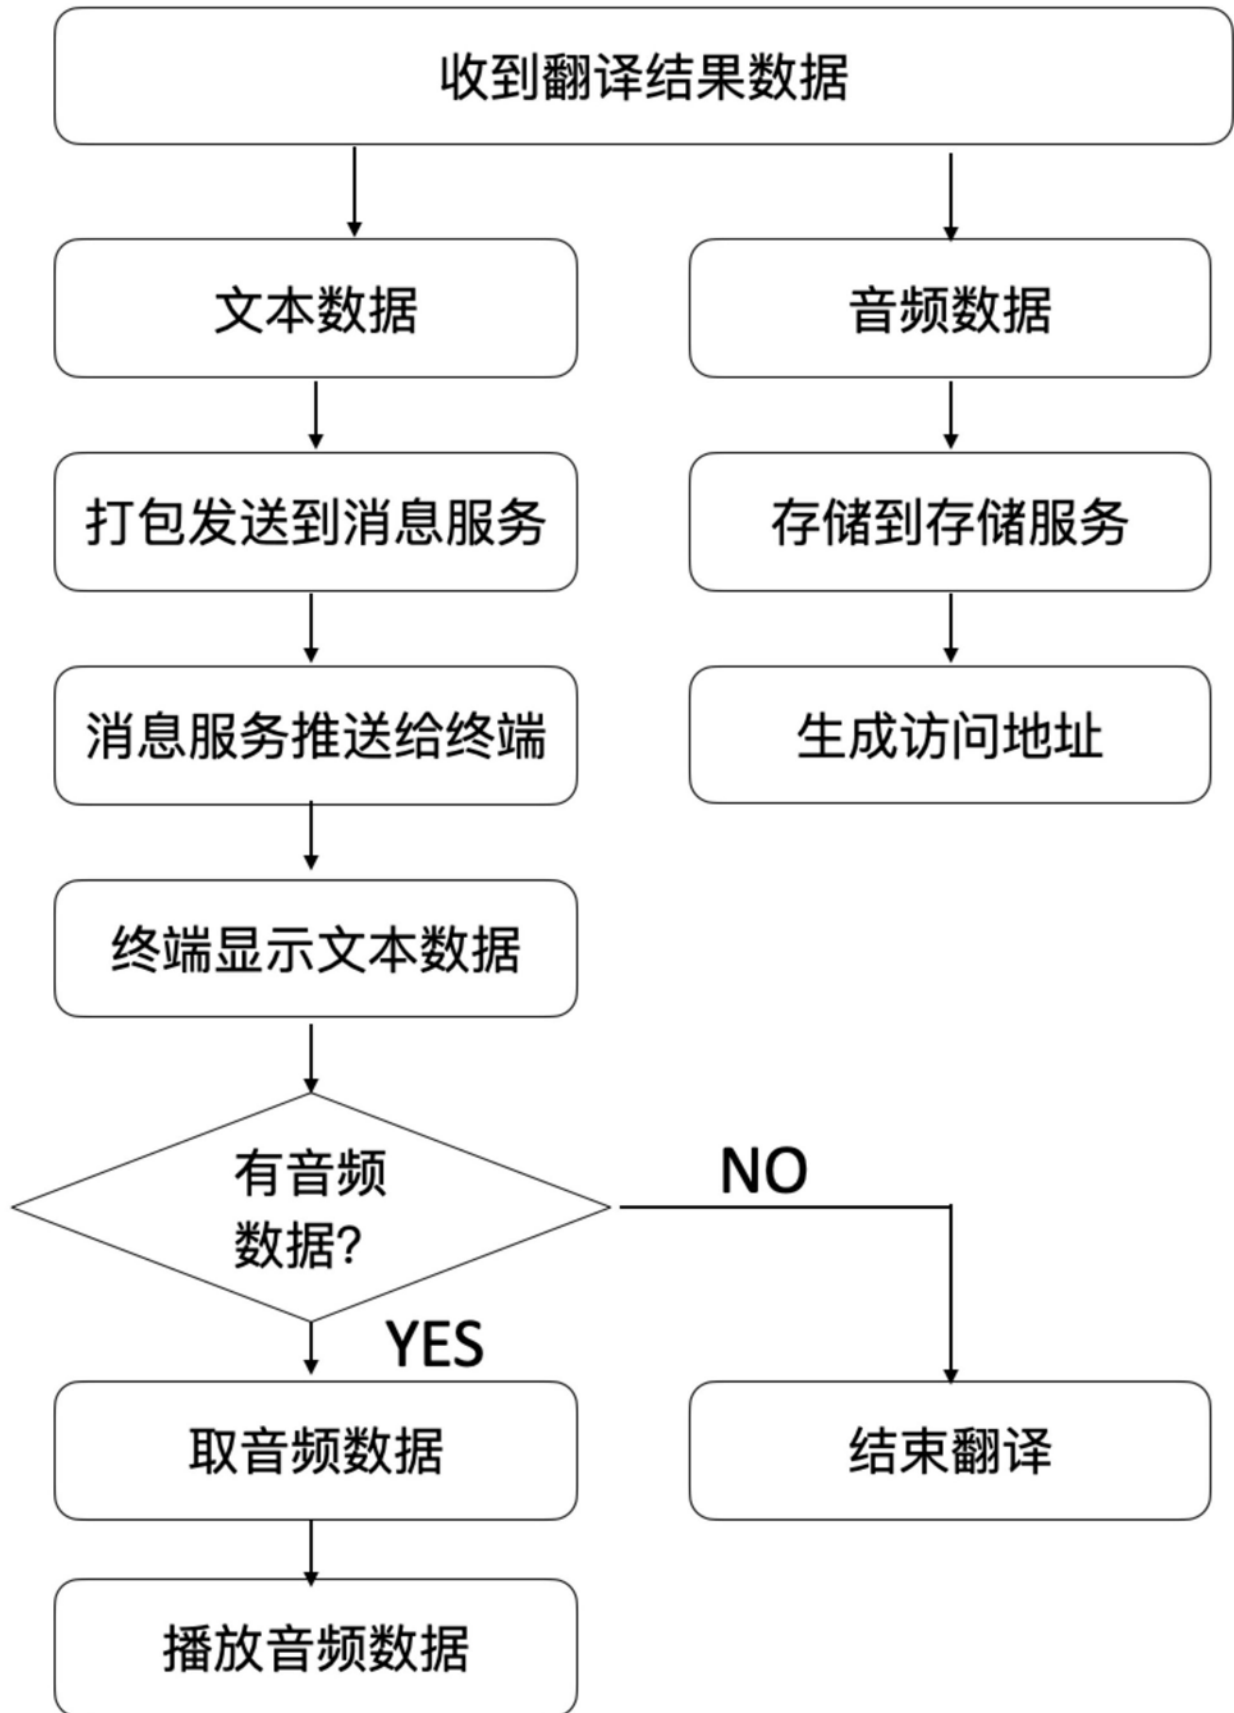 收到翻译结果数据
文本数据
音频数据
打包发送到消息服务
存储到存储服务
消息服务推送给终端
生成访问地址
终端显示文本数据
有音频
数据?
NO
YES
取音频数据
结束翻译
播放音频数据